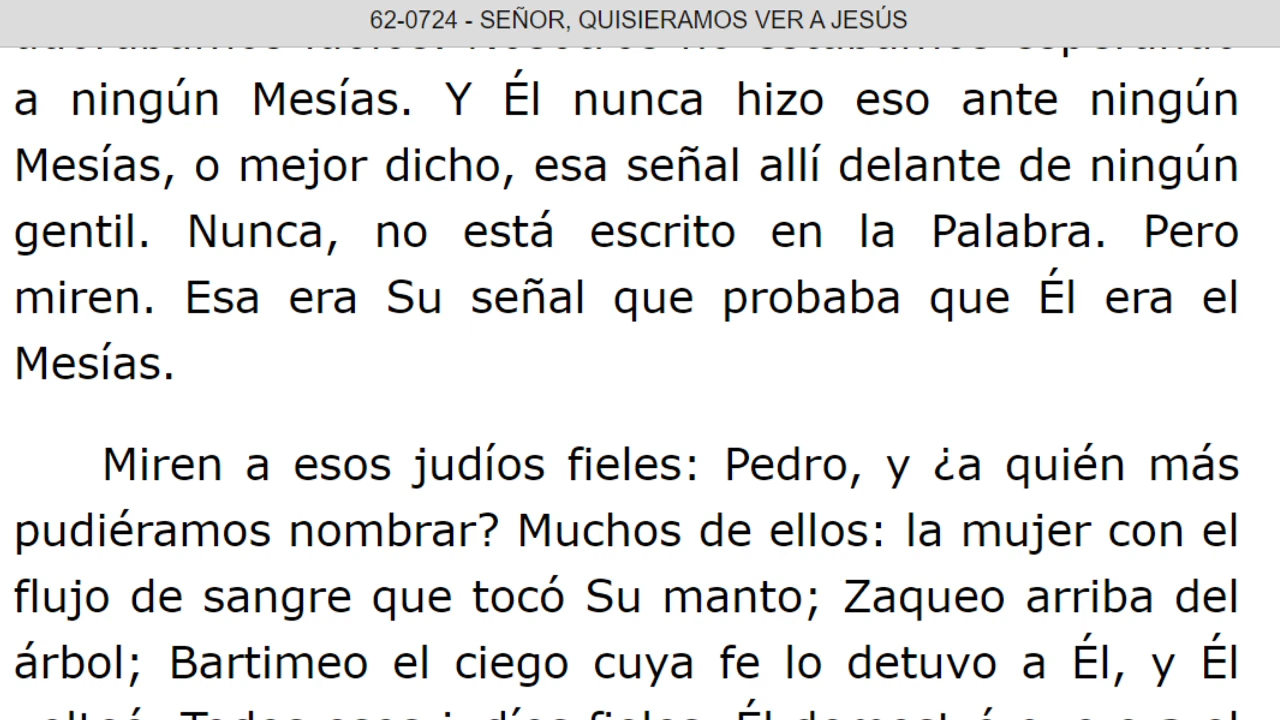 62-0724 - SEÑOR, QUISIERAMOS VER A JESÚS
a ningún Mesías. Y Él nunca hizo eso ante ningún
Mesías, o mejor dicho, esa señal allí delante de ningún
gentil. Nunca, no está escrito en la Palabra. Pero
miren. Esa era Su señal que probaba que Él era el
Mesías.
Miren a esos judíos fieles: Pedro, y ¿a quién más
pudiéramos nombrar? Muchos de ellos: la mujer con el
flujo de sangre que tocó Su manto; Zaqueo arriba del
árbol; Bartimeo el ciego cuya fe lo detuvo a Él, y Él